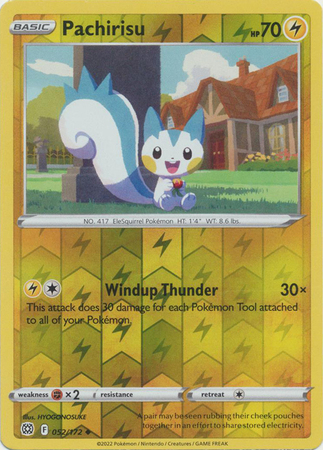 BASIC Pachirisu HP70
NO. 417 EleSquirrel Pokémon HT: 1'4" WT: 8.6 lbs.
Windup Thunder 30×
This attack does 30 damage for each Pokémon Tool attached
to all of your Pokémon.
weakness ×2 resistance retreat
Illus. HYOGONOSUKE
A pair may be seen rubbing their cheek pouches
F 052/172
together in an effort to share stored electricity.
©2022 Pokémon / Nintendo / Creatures / GAME FREAK